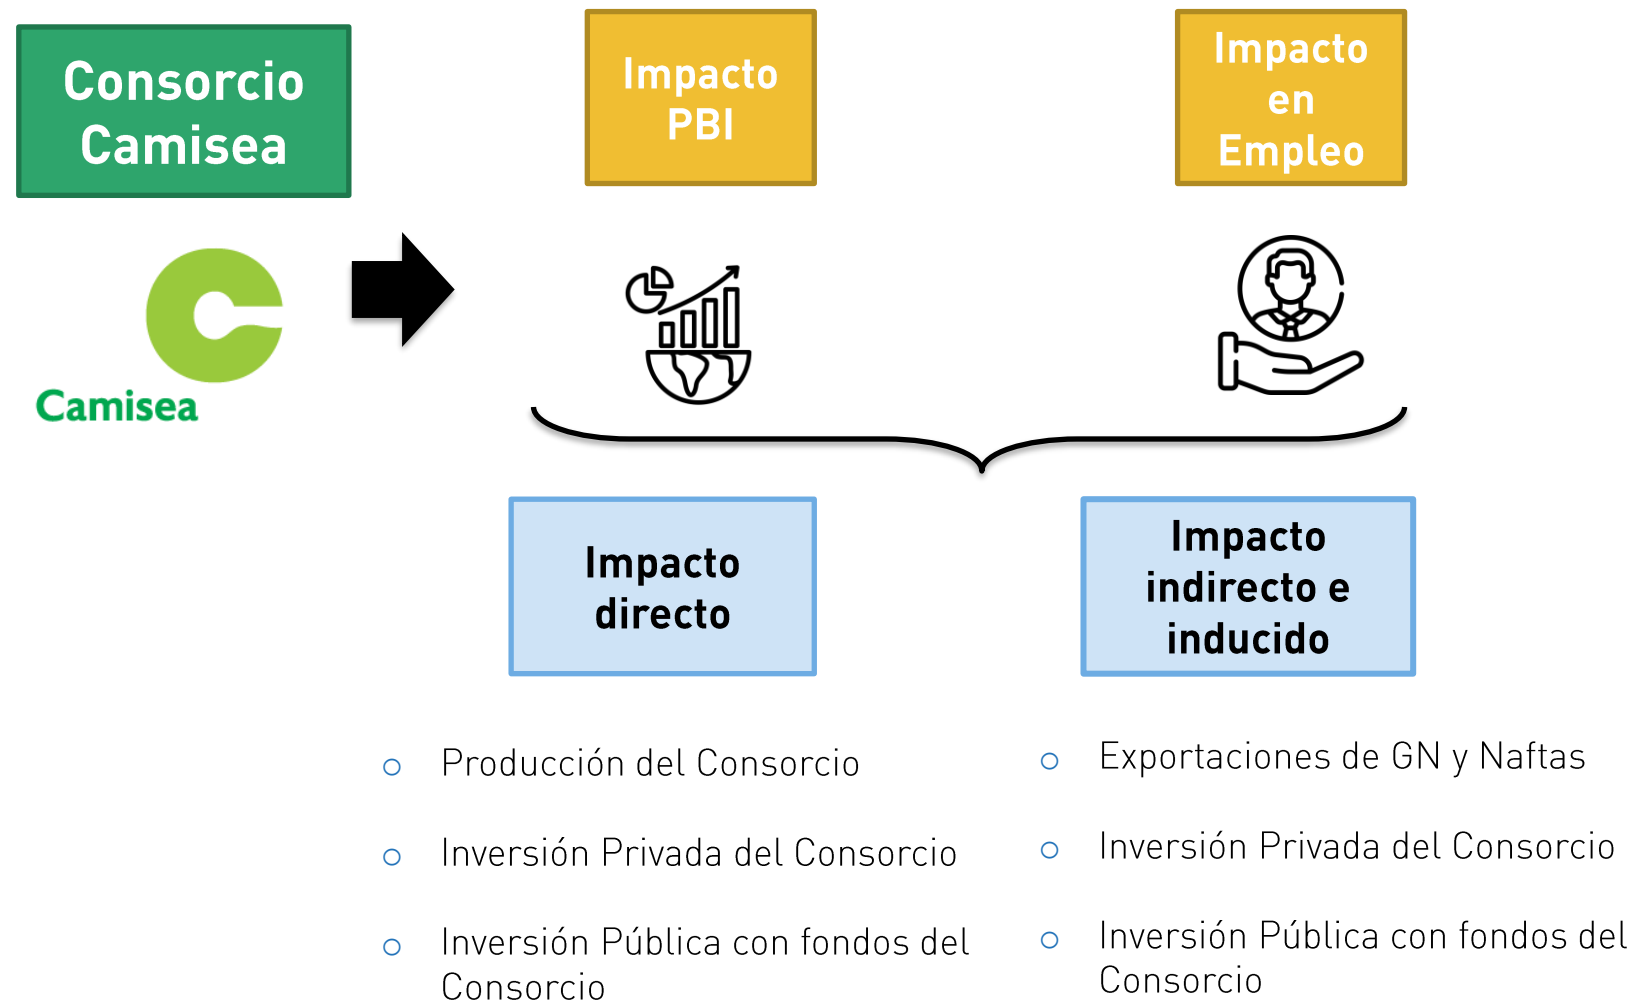 Consorcio
Camisea
Camisea
Impacto
PBI
Impacto
en
Empleo
Impacto
directo
Impacto
indirecto e
inducido
Producción del Consorcio
Inversión Privada del Consorcio
Inversión Pública con fondos del
Consorcio
Exportaciones de GN y Naftas
Inversión Privada del Consorcio
Inversión Pública con fondos del
Consorcio